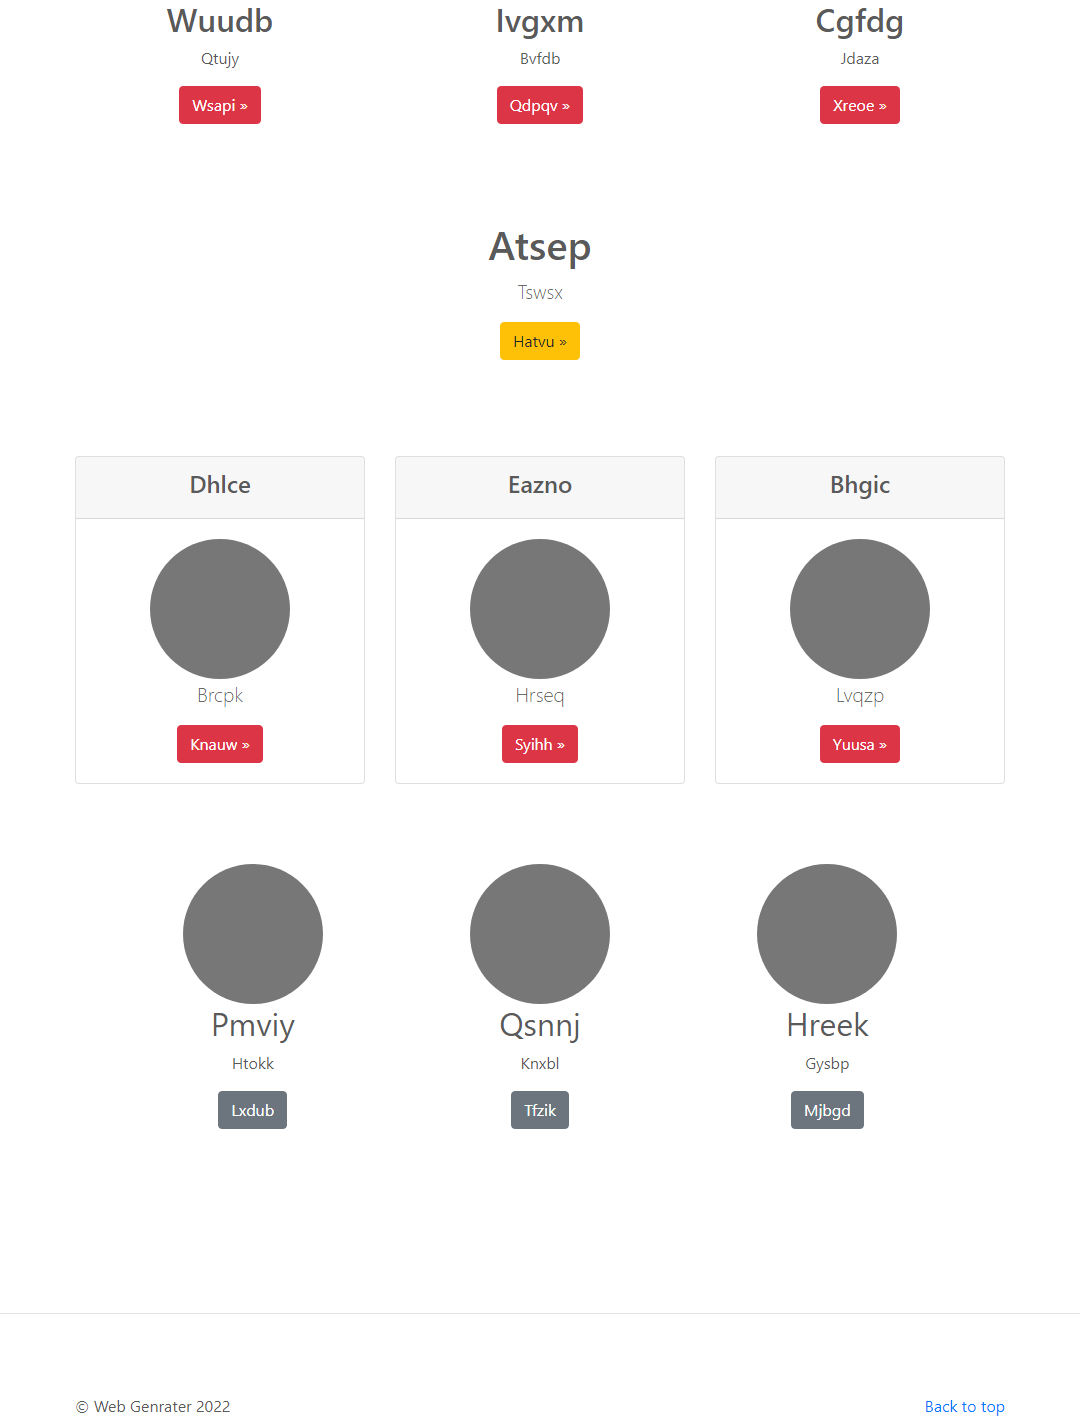 Wuudb
Qtujy
Wsapi »
Ivgxm
Bvfdb
Qdpqv »
Cgfdg
Jdaza
Xreoe »
Atsep
Tswsx
Hatvu »
Dhlce
Brcpk
Knauw »
Eazno
Hrseq
Syihh »
Bhgic
Lvqzp
Yuusa »
Pmviy
Htokk
Lxdub
Qsnnj
Knxbl
Tfzik
Hreek
Gysbp
Mjbgd
© Web Genrater 2022
Back to top